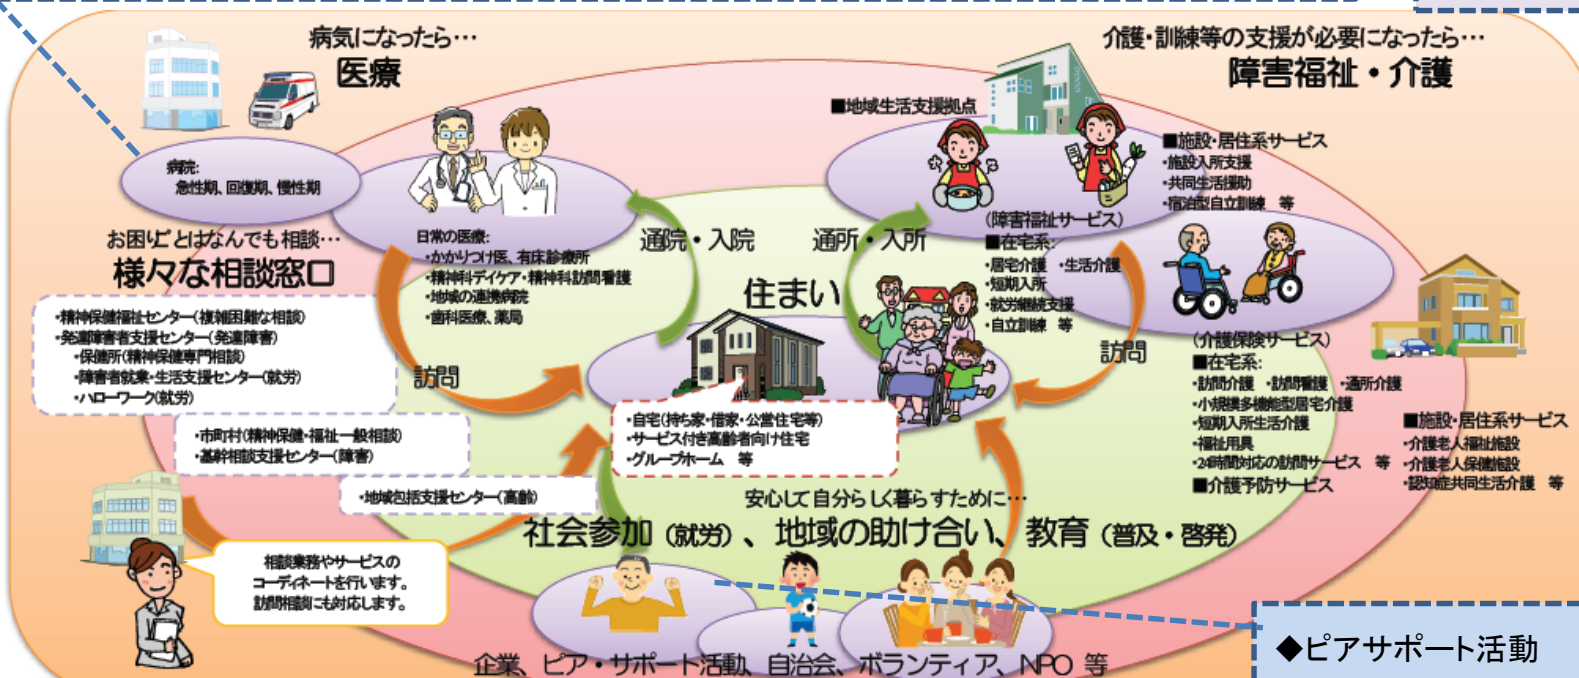 病気になったら…
医療
介護・訓練等の支援が必要になったら…
障害福祉・介護
病院:
急性期、回復期、慢性期
日常の医療:
・かかりつけ医、有床診療所
・精神科デイケア・精神科訪問看護
・地域の連携病院
・歯科医療、薬局
■地域生活支援拠点
■施設・居住系サービス
・施設入所支援
・共同生活援助
・宿泊型自立訓練　等
(障害福祉サービス)
■在宅系:
・居宅介護　・生活介護
・短期入所
・就労継続支援
・自立訓練　等
お困りごとはなんでも相談…
様々な相談窓口
・精神保健福祉センター(複雑困難な相談)
・発達障害者支援センター(発達障害)
・保健所(精神保健専門相談)
・障害者就業・生活支援センター(就労)
・ハローワーク(就労)
・市町村(精神保健・福祉一般相談)
・基幹相談支援センター(障害)
・地域包括支援センター(高齢)
通院・入院
通所・入所
住まい
訪問
訪問
・自宅(持ち家・借家・公営住宅等)
・サービス付き高齢者向け住宅
・グループホーム　等
(介護保険サービス)
■在宅系:
・訪問介護　・訪問看護　・通所介護
・小規模多機能型居宅介護
・短期入所生活介護
・福祉用具
・24時間対応の訪問サービス　等
■介護予防サービス
■施設・居住系サービス
・介護老人福祉施設
・介護老人保健施設
・認知症共同生活介護　等
安心して自分らしく暮らすために…
社会参加（就労）、地域の助け合い、教育（普及・啓発）
相談業務やサービスの
コーディネートを行います。
訪問相談にも対応します。
企業、ピア・サポート活動、自治会、ボランティア、NPO 等
◆ピアサポート活動